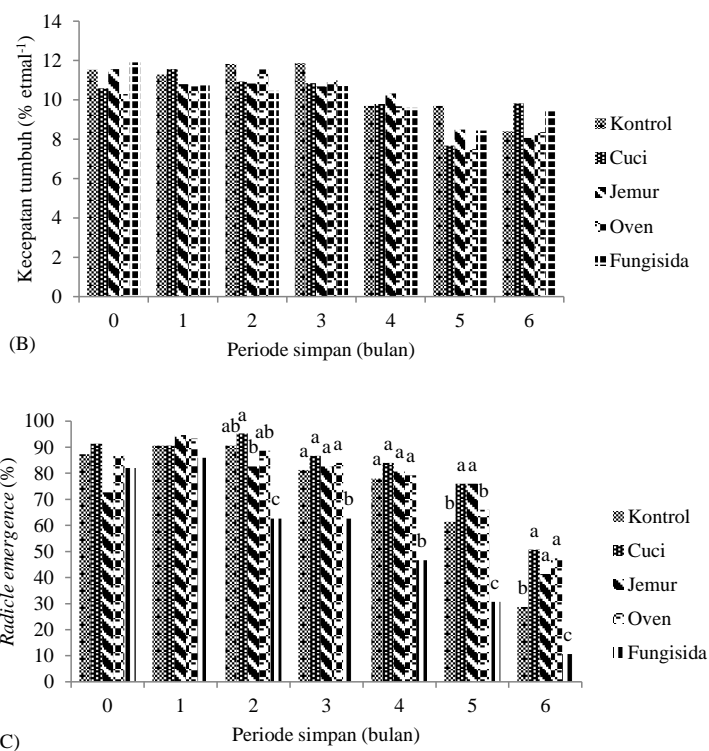 14
12
10
8
6
4
2
0
Kecepatan tumbuh (% etmal-1)
0 1 2 3 4 5 6
Periode simpan (bulan)
(B)
Kontrol
Cuci
Jemur
Oven
Fungisida
100
90
80
70
60
50
40
30
20
10
0
Radicle emergence (%)
ab a b ab c
a a a a b
a a a a b
b a a b c
b a a a c
0 1 2 3 4 5 6
Periode simpan (bulan)
C)
Kontrol
Cuci
Jemur
Oven
Fungisida